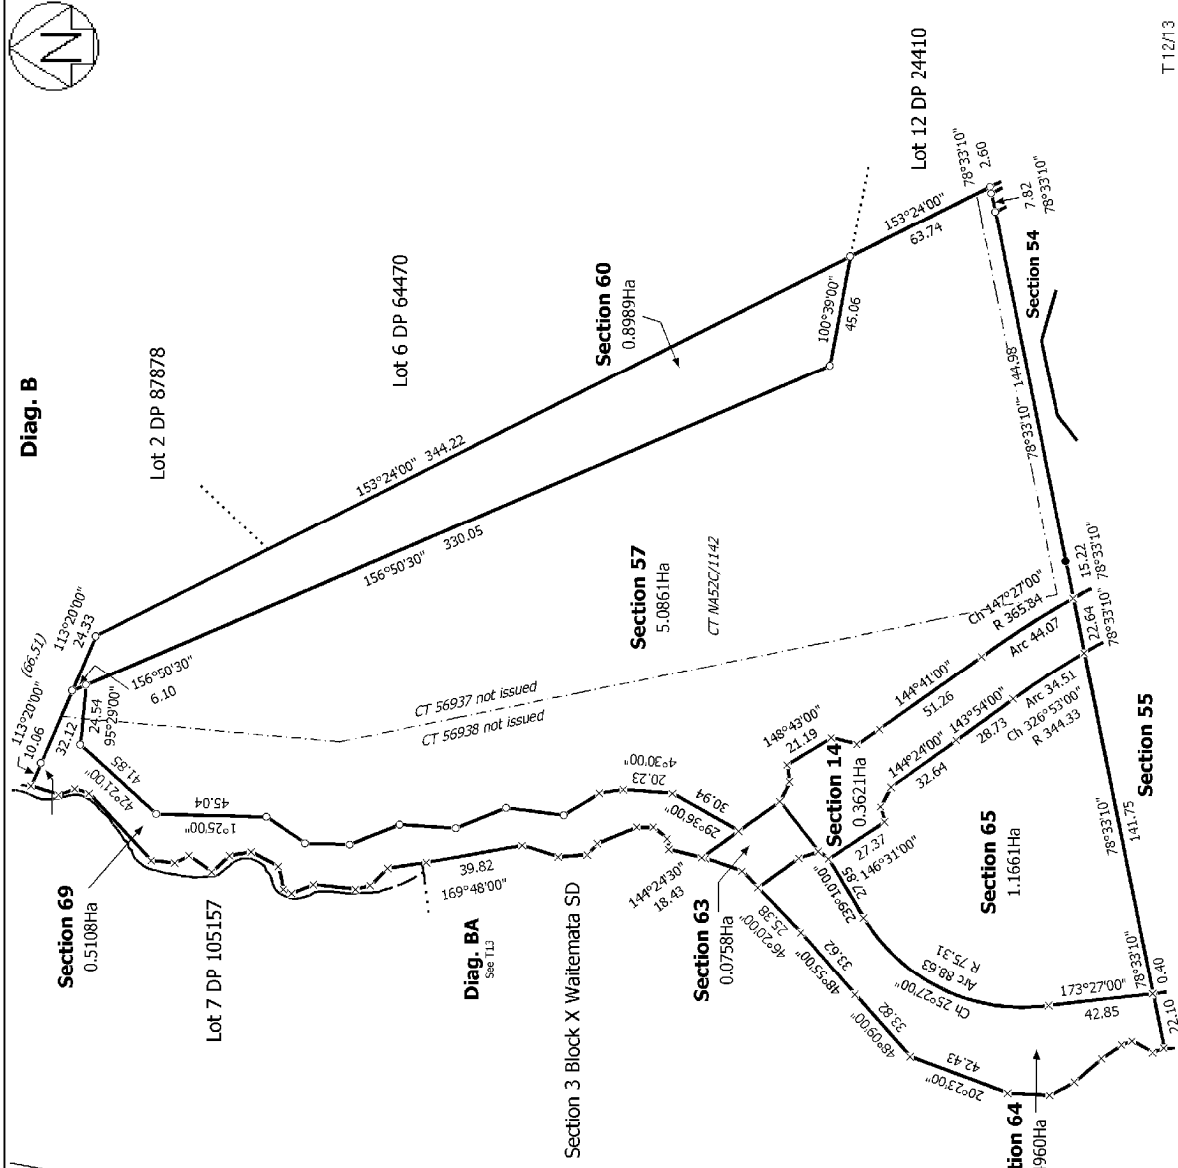 N
Diag. B
Lot 2 DP 87878
Lot 6 DP 64470
Lot 12 DP 24410
T 12/13
(66.51)
113°20'00"
10.06
113°20'00"
24.33
32.12
24.54
95°29'00"
156°50'30"
6.10
41.85
42°21'00"
45.04
1°25'00"
153°24'00" 344.22
156°50'30" 330.05
Section 60
0.8989Ha
100°39'00"
45.06
153°24'00"
63.74
78°33'10"
2.60
7.82
78°33'10"
Section 54
78°33'10" 144.98
Section 57
5.0861Ha
CT NA52C/1142
CT 56937 not issued
CT 56938 not issued
15.22
78°33'10"
22.64
78°33'10"
Ch 147°27'00"
R 365.84
Arc 44.07
144°41'00"
51.26
148°43'00"
21.19
Section 14
0.3621Ha
143°54'00"
28.73
144°24'00"
32.64
Arc 34.51
Ch 326°53'00"
R 344.33
20.23
4°30'00"
30.94
29°36'00"
27.37
146°31'00"
27.85
239°10'00"
Section 65
1.1661Ha
78°33'10"
141.75
Section 55
Section 69
0.5108Ha
Lot 7 DP 105157
39.82
169°48'00"
Diag. BA
See T13
Section 3 Block X Waitemata SD
144°24'30"
18.43
Section 63
0.0758Ha
25.38
46°20'00"
33.62
48°55'00"
33.82
48°09'00"
42.43
20°23'00"
Arc 88.63
R 75.31
Ch 25°27'00"
173°27'00"
42.85
78°33'10"
0.40
22.10
tion 64
960Ha